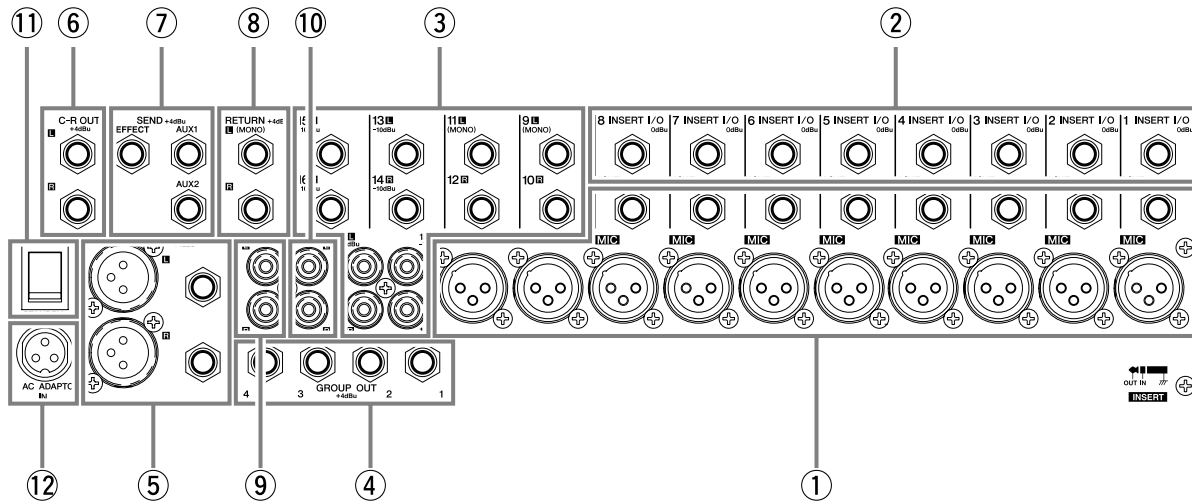 ⑪ ⑥ ⑦ ⑧ ⑩ ③ ②
C-R OUT
+4dBu
L
R
SEND +4dBu
EFFECT AUX1
AUX2
RETURN
L (MONO)
R
13 L
-10dBu
14 R
-10dBu
11 L
(MONO)
12 R
9 L
(MONO)
10 R
8 INSERT I/O
0dBu
7 INSERT I/O
0dBu
6 INSERT I/O
0dBu
5 INSERT I/O
0dBu
4 INSERT I/O
0dBu
3 INSERT I/O
0dBu
2 INSERT I/O
0dBu
1 INSERT I/O
0dBu
MIC MIC MIC MIC MIC MIC MIC MIC
L
R
L
AC ADAPTO
IN
4 3 GROUP OUT 2 1
+4dBu
OUT IN
INSERT
⑫ ⑤ ⑨ ④ ①